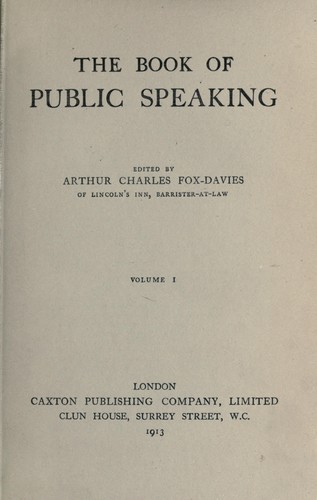 THE BOOK OF
PUBLIC SPEAKING
EDITED BY
ARTHUR CHARLES FOX-DAVIES
OF LINCOLN'S INN, BARRISTER-AT-LAW
VOLUME I
LONDON
CAXTON PUBLISHING COMPANY, LIMITED
CLUN HOUSE, SURREY STREET, W.C.
1913